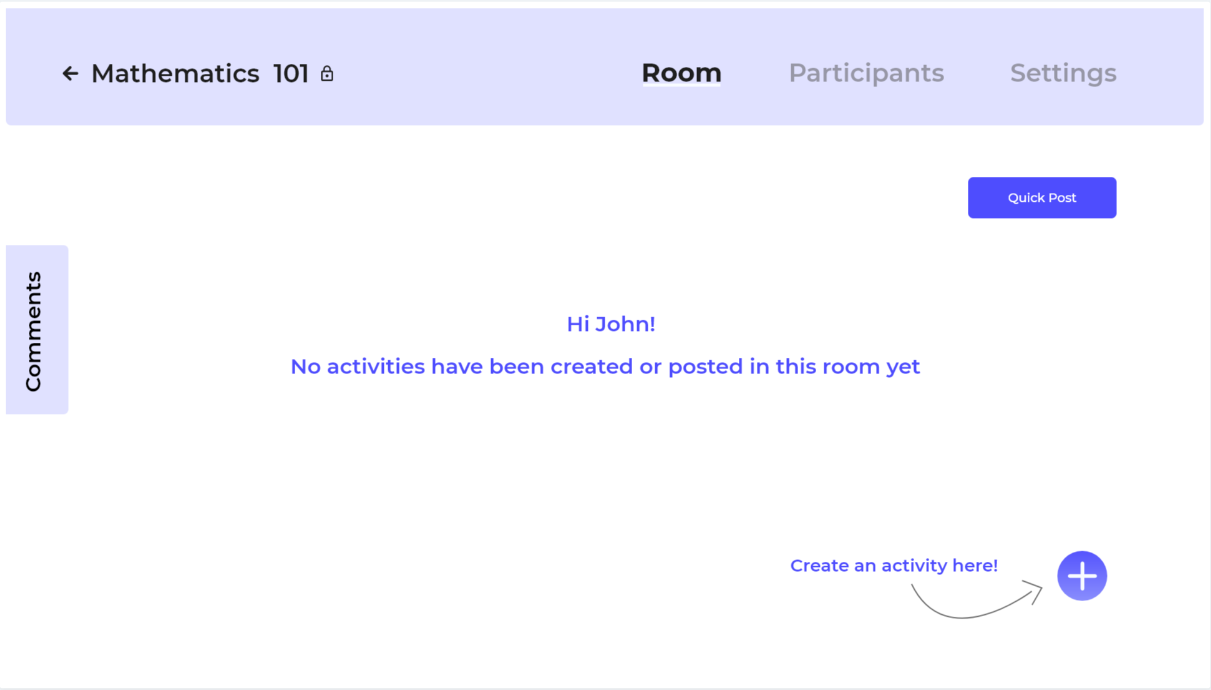 Mathematics 101
Room
Participants
Settings
Quick Post
Comments
Hi John!
No activities have been created or posted in this room yet
Create an activity here!